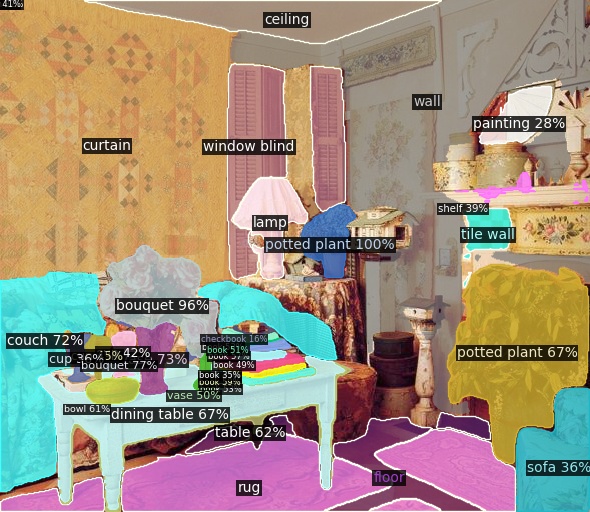 41%
ceiling
wall
painting 28%
curtain
window blind
shelf 39%
lamp
tile wall
potted plant 100%
bouquet 96%
couch 72%
checkbook 16%
book 51%
42%
cup 36%
73%
potted plant 67%
bouquet 77%
book 49%
book 35%
vase 50%
bowl 61%
dining table 67%
table 62%
sofa 36%
floor
rug